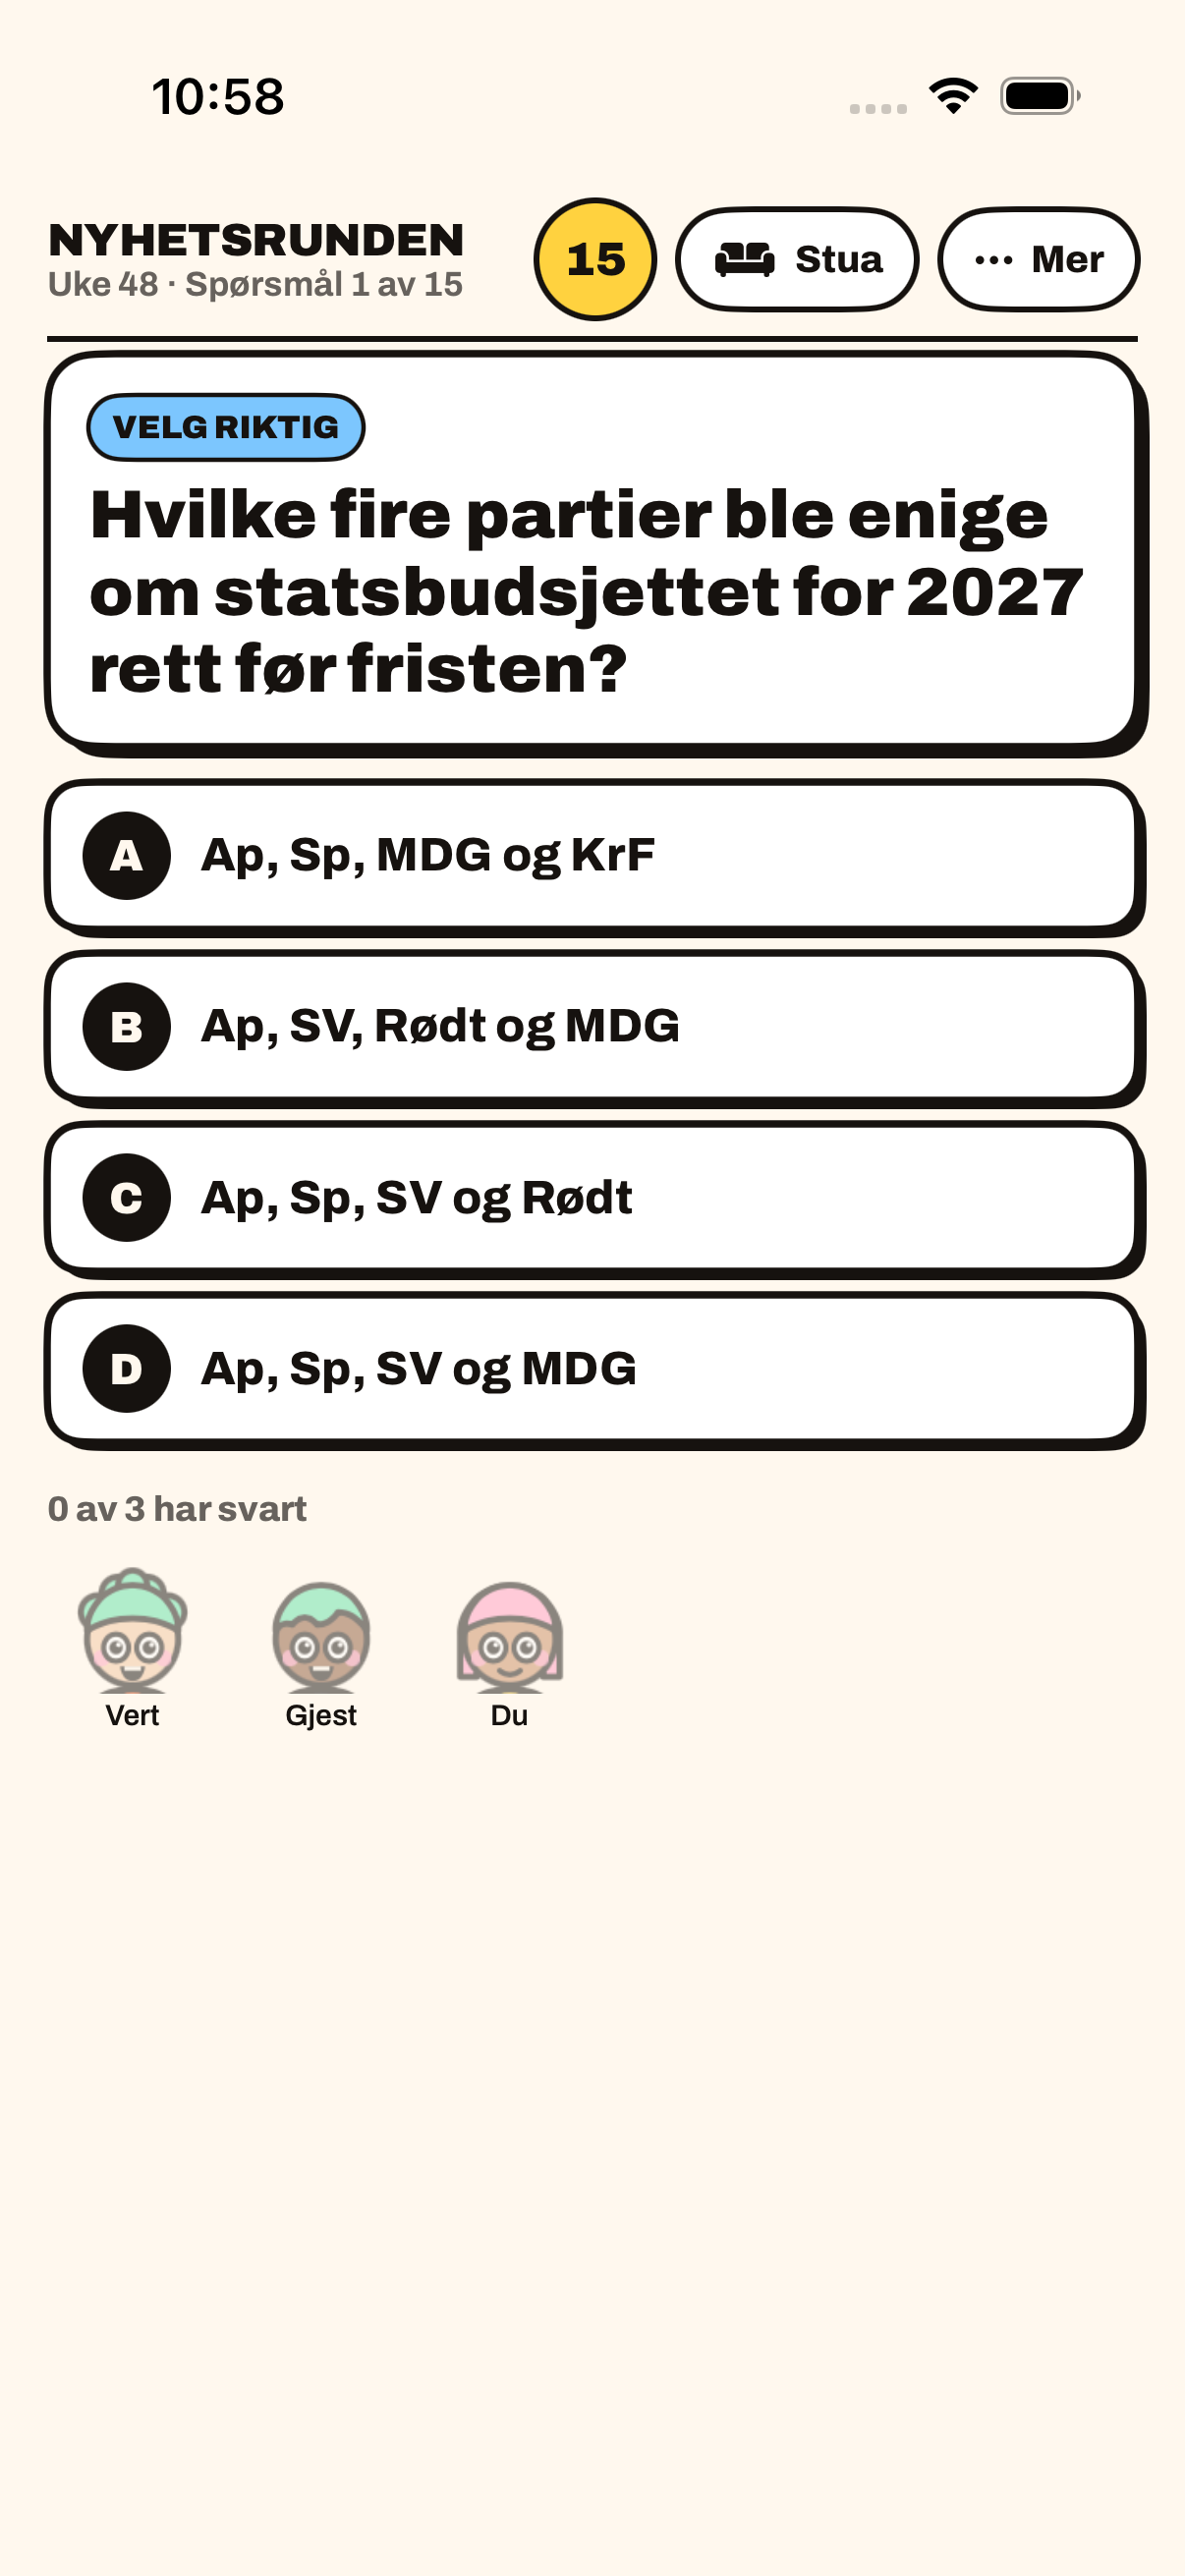 10:58
NYHETSRUNDEN
Uke 48 · Spørsmål 1 av 15
15
Stua
··· Mer
VELG RIKTIG
Hvilke fire partier ble enige
om statsbudsjettet for 2027
rett før fristen?
A Ap, Sp, MDG og KrF
B Ap, SV, Rødt og MDG
C Ap, Sp, SV og Rødt
D Ap, Sp, SV og MDG
0 av 3 har svart
Vert
Gjest
Du